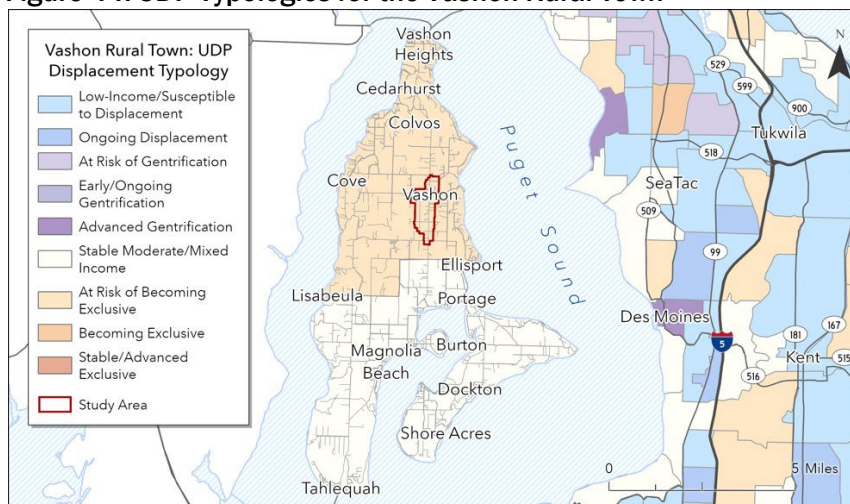 Figure
UDP Typologies for the Vashon Rural Town
Vashon Rural Town: UDP
Displacement Typology
Low-Income/Susceptible
to Displacement
Ongoing Displacement
At Risk of Gentrification
Early/Ongoing
Gentrification
Advanced Gentrification
Stable Moderate/Mixed
Income
At Risk of Becoming
Exclusive
Becoming Exclusive
Stable/Advanced
Exclusive
Study Area
Vashon
Heights
Cedarhurst
Colvos
Cove
Vashon
Ellisport
Lisabeula
Portage
Magnolia
Beach
Burton
Dockton
Shore Acres
Tahlequah
Puget Sound
N
529
599
900
Tukwila
518
SeaTac
509
99
Des Moines
5
181
167
Kent
515
516
0
5 Miles